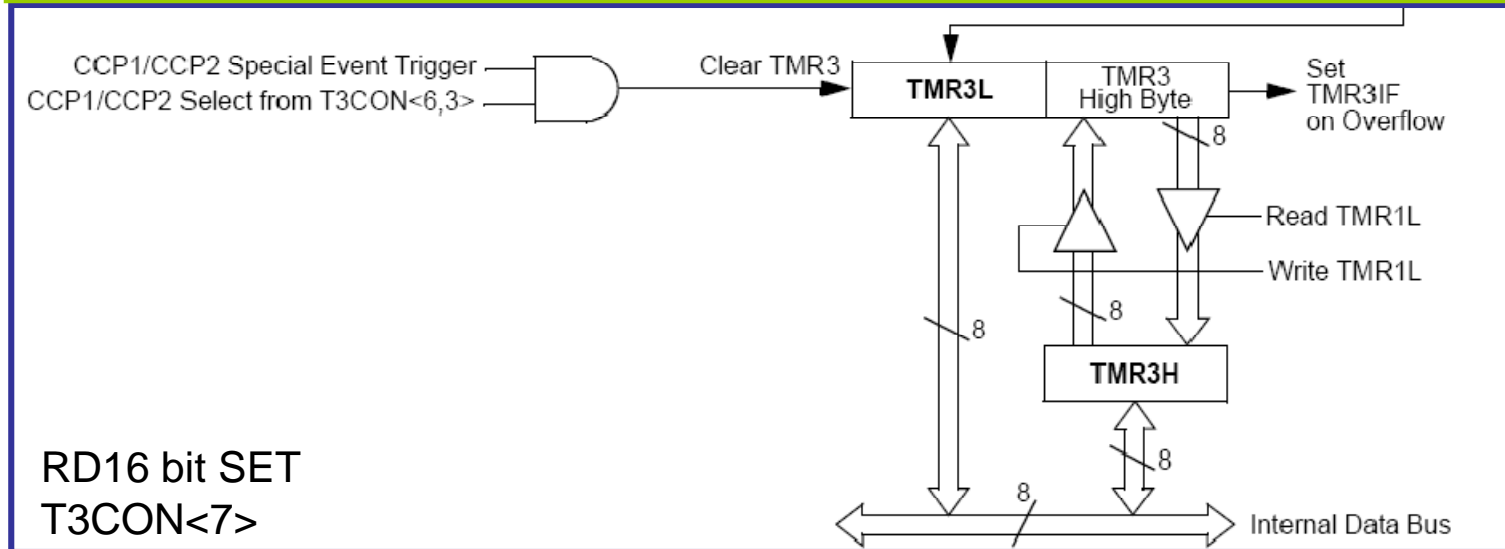 CCP1/CCP2 Special Event Trigger
CCP1/CCP2 Select from T3CON<6,3>
Clear TMR3
TMR3L
TMR3
High Byte
Set
TMR3IF
on Overflow
8
Read TMR1L
Write TMR1L
8
8
TMR3H
8
8
Internal Data Bus
RD16 bit SET
T3CON<7>